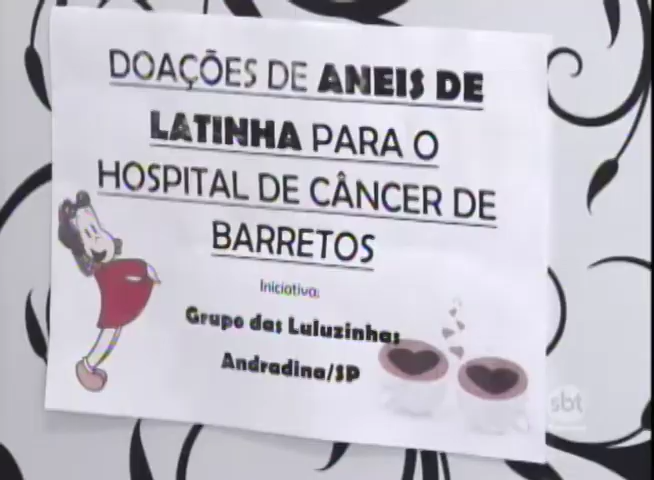 DOAÇÕES DE ANEIS DE
LATINHA PARA O
HOSPITAL DE CÂNCER DE
BARRETOS
Iniciativa:
Grupo das Luluzinhas
Andradina/SP
sbt